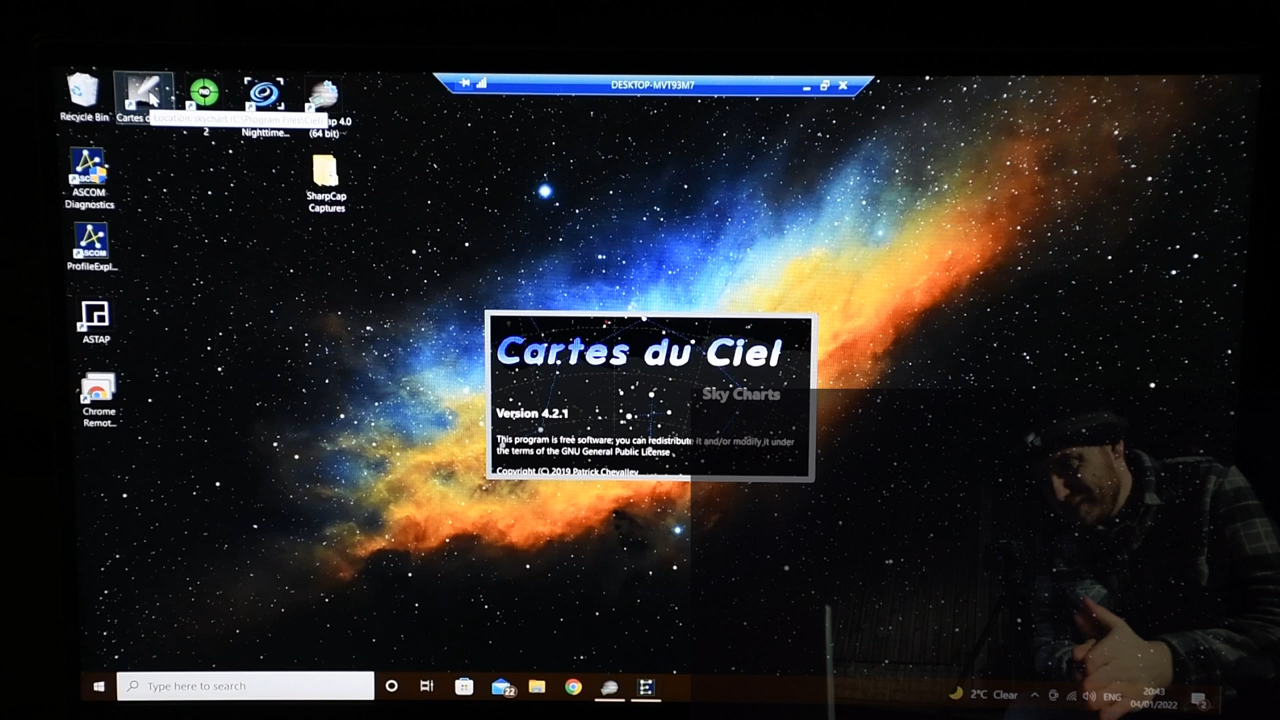 DESKTOP-MVT93M7
Recycle Bin
Cartes d
PHD
2
Nighttime...
ap 4.0
(64 bit)
Location: skychart (C:\Program Files\Ciel
ASCOM
Diagnostics
SharpCap
Captures
ASCOM
ProfileExpl...
ASTAP
Chrome
Remot...
Cartes du Ciel
Sky Charts
Version 4.2.1
This program is free software; you can redistribute it and/or modify it under
the terms of the GNU General Public License
Copyright (C) 2019 Patrick Chevalley
Type here to search
22
2°C Clear
ENG
20:43
04/01/2022
2